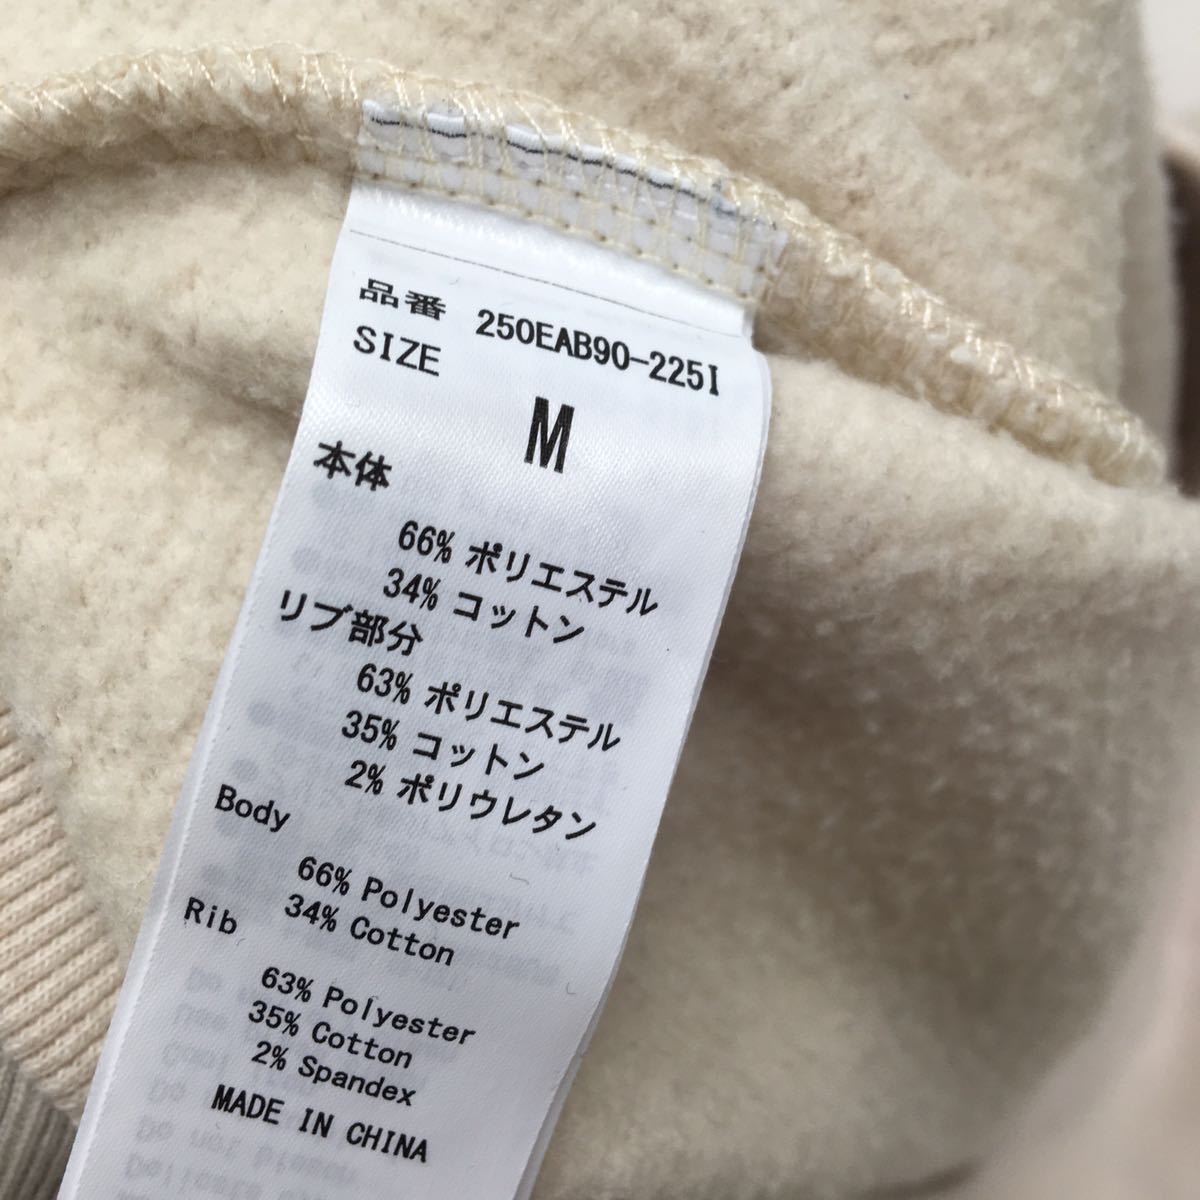 品番 250EAB90-225I
SIZE
M
本体
66% ポリエステル
34% コットン
リブ部分
63% ポリエステル
35% コットン
2% ポリウレタン
Body
66% Polyester
34% Cotton
Rib
63% Polyester
35% Cotton
2% Spandex
MADE IN CHINA